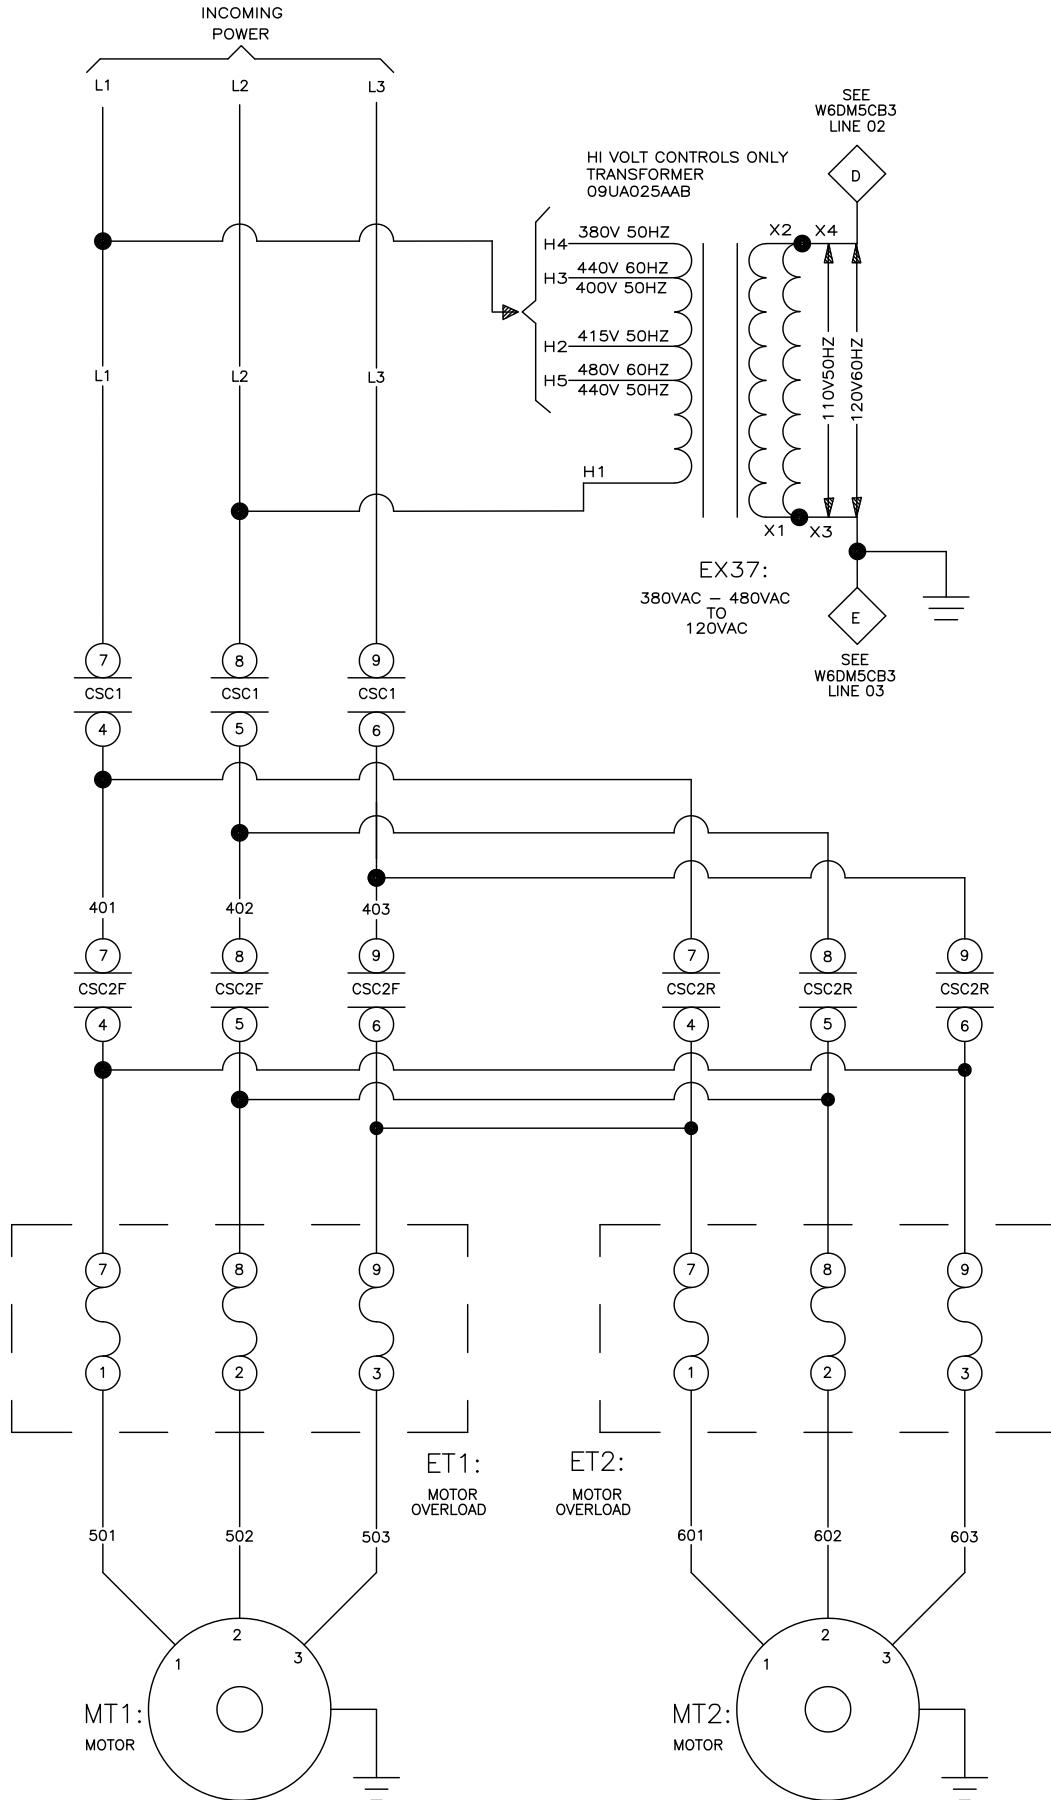 INCOMING
POWER
L1
L2
L3
SEE
W6DM5CB3
LINE 02
D
HI VOLT CONTROLS ONLY
TRANSFORMER
09UA025AAB
H4
380V 50HZ
X2
X4
H3
440V 60HZ
400V 50HZ
H2
415V 50HZ
H5
480V 60HZ
440V 50HZ
110V50HZ
120V60HZ
L1
L2
L3
H1
X1
X3
EX37:
380VAC – 480VAC
TO
120VAC
E
SEE
W6DM5CB3
LINE 03
7
8
9
CSC1
CSC1
CSC1
4
5
6
401
402
403
7
8
9
7
8
9
CSC2F
CSC2F
CSC2F
CSC2R
CSC2R
CSC2R
4
5
6
4
5
6
7
8
9
7
8
9
1
2
3
1
2
3
ET1:
MOTOR
OVERLOAD
ET2:
MOTOR
OVERLOAD
501
502
503
601
602
603
1
2
3
1
2
3
MT1:
MOTOR
MT2:
MOTOR